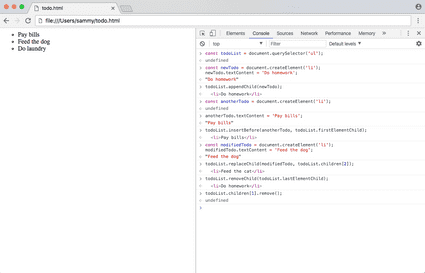 todo.html
file:///Users/sammy/todo.html
Pay bills
Feed the dog
Do laundry
Elements Console Sources Network Performance Memory
top Filter Default levels
const todoList = document.querySelector('ul');
undefined
const newTodo = document.createElement('li');
newTodo.textContent = 'Do homework';
"Do homework"
todoList.appendChild(newTodo);
<li>Do homework</li>
const anotherTodo = document.createElement('li');
undefined
anotherTodo.textContent = 'Pay bills';
"Pay bills"
todoList.insertBefore(anotherTodo, todoList.firstElementChild);
<li>Pay bills</li>
const modifiedTodo = document.createElement('li');
modifiedTodo.textContent = 'Feed the dog';
"Feed the dog"
todoList.replaceChild(modifiedTodo, todoList.children[2]);
<li>Feed the cat</li>
todoList.removeChild(todoList.lastElementChild);
<li>Do homework</li>
todoList.children[1].remove();
undefined